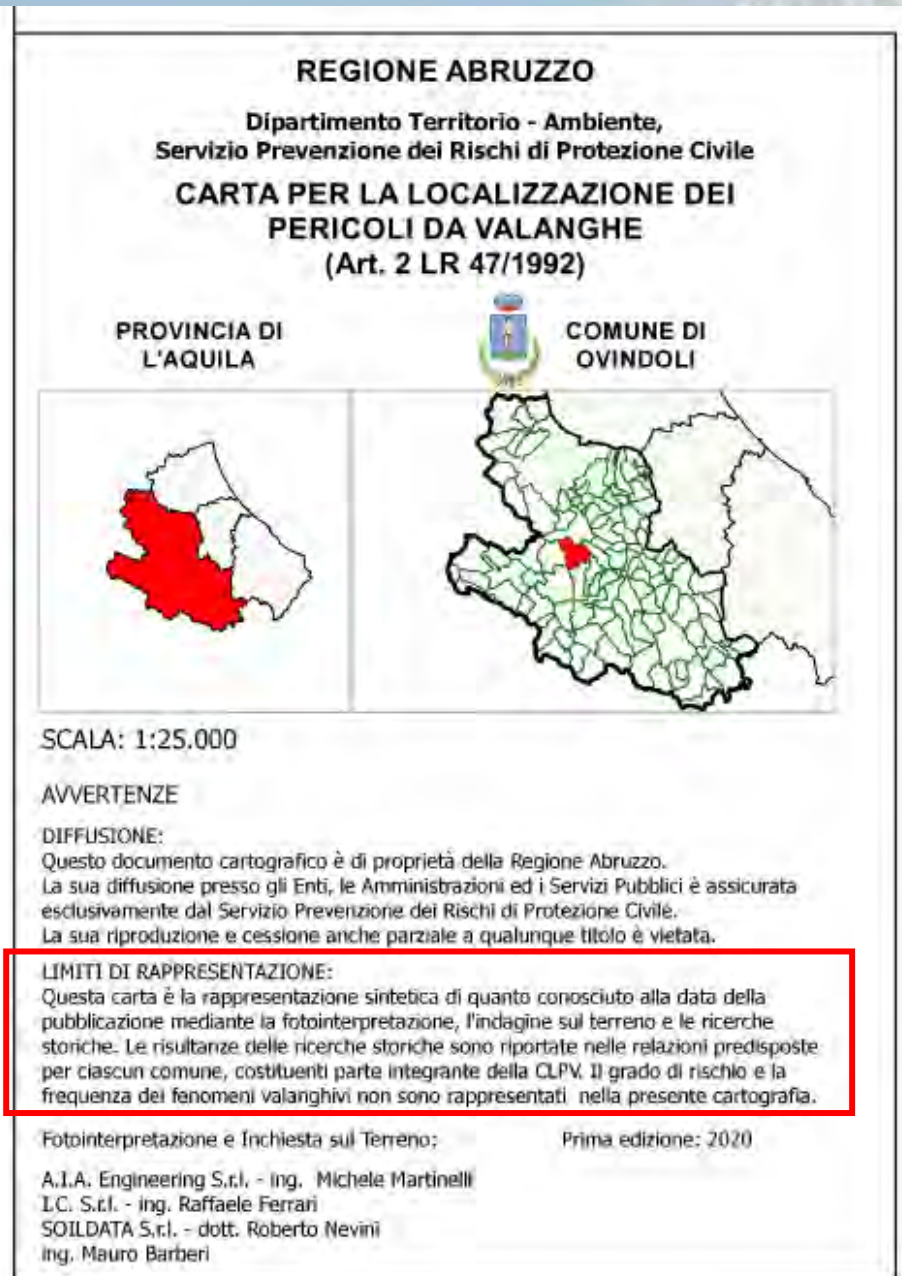 REGIONE ABRUZZO
Dipartimento Territorio - Ambiente,
Servizio Prevenzione dei Rischi di Protezione Civile
CARTA PER LA LOCALIZZAZIONE DEI
PERICOLI DA VALANGHE
(Art. 2 LR 47/1992)
PROVINCIA DI
L'AQUILA
COMUNE DI
OVINDOLI
SCALA: 1:25.000
AVVERTENZE
DIFFUSIONE:
Questo documento cartografico è di proprietà della Regione Abruzzo.
La sua diffusione presso gli Enti, le Amministrazioni ed i Servizi Pubblici è assicurata
esclusivamente dal Servizio Prevenzione dei Rischi di Protezione Civile.
La sua riproduzione e cessione anche parziale a qualunque titolo è vietata.
LIMITI DI RAPPRESENTAZIONE:
Questa carta è la rappresentazione sintetica di quanto conosciuto alla data della
pubblicazione mediante la fotointerpretazione, l'indagine sul terreno e le ricerche
storiche. Le risultanze delle ricerche storiche sono riportate nelle relazioni predisposte
per ciascun comune, costituenti parte integrante della CLPV. Il grado di rischio e la
frequenza dei fenomeni valanghivi non sono rappresentati nella presente cartografia.
Fotointerpretazione e Inchiesta sul Terreno:
Prima edizione: 2020
A.I.A. Engineering S.r.l. - ing. Michele Martinelli
I.C. S.r.l. - ing. Raffaele Ferrari
SOILDATA S.r.l. - dott. Roberto Nevini
ing. Mauro Barberi